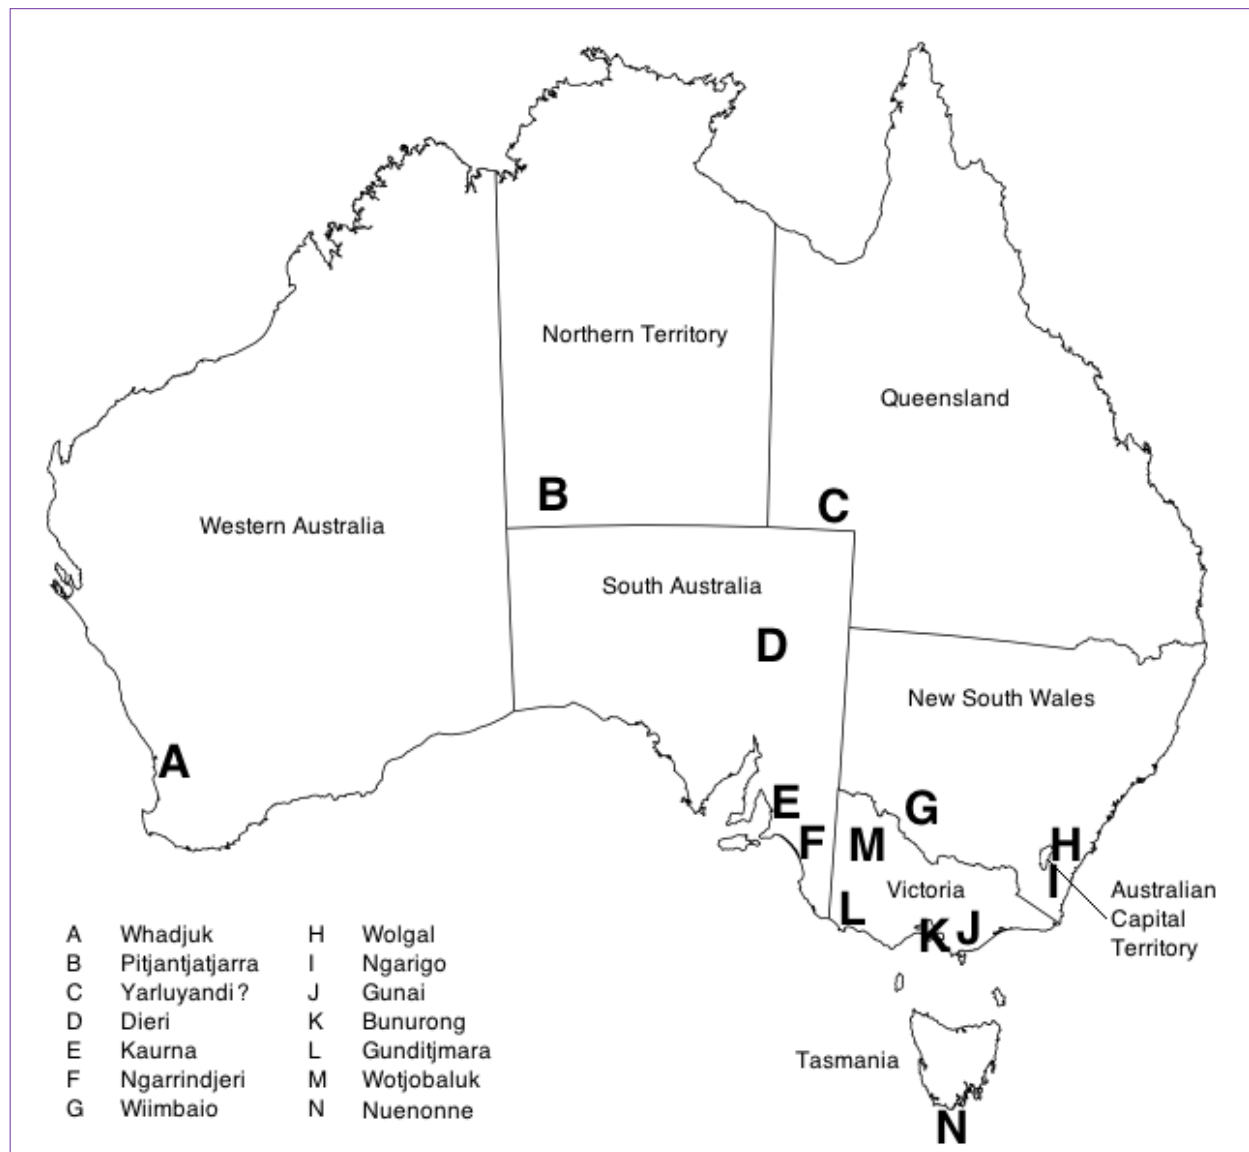 Northern Territory
Queensland
B
C
Western Australia
South Australia
D
New South Wales
A
E
G
F
M
H
I
Victoria
Australian
Capital
Territory
L
K
J
A Whadjuk
B Pitjantjatjarra
C Yarluyandi?
D Dieri
E Kaurna
F Ngarrindjeri
G Wiimbaio
H Wolgal
I Ngarigo
J Gunai
K Bunurong
L Gunditjmara
M Wotjobaluk
N Nuenonne
Tasmania
N